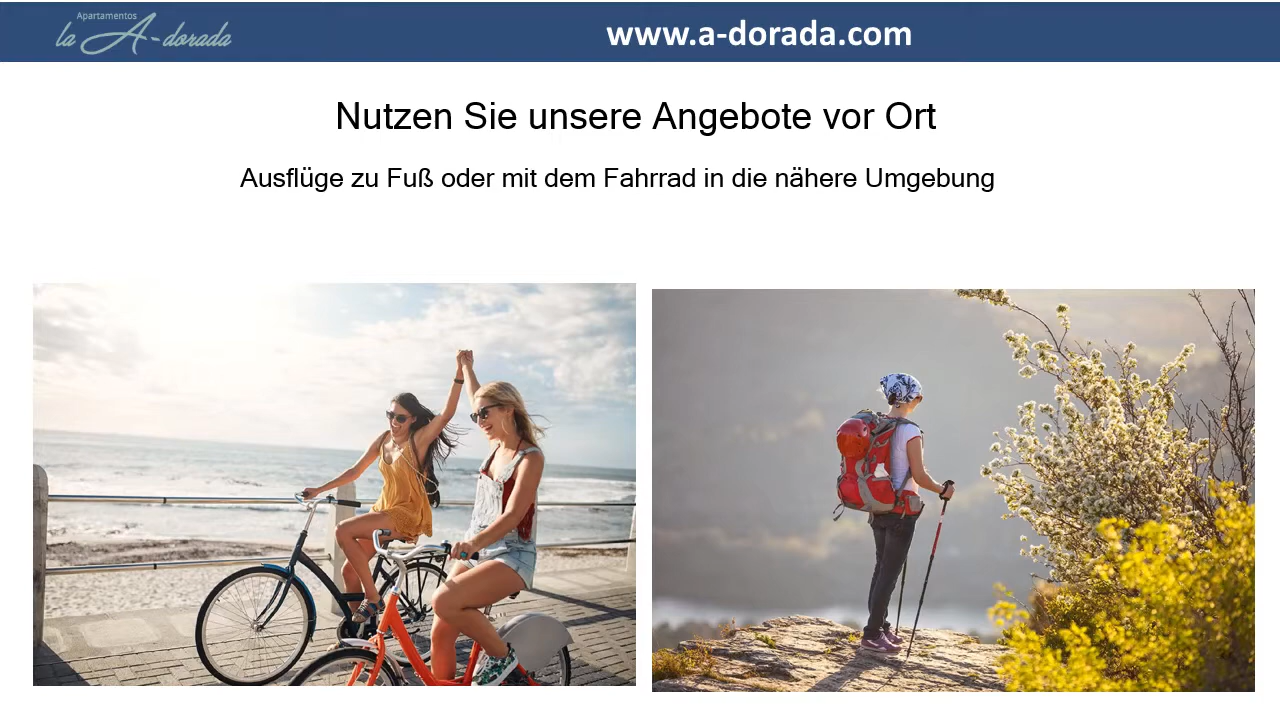 Apartamentos
la A-dorada
www.a-dorada.com
Nutzen Sie unsere Angebote vor Ort
Ausflüge zu Fuß oder mit dem Fahrrad in die nähere Umgebung